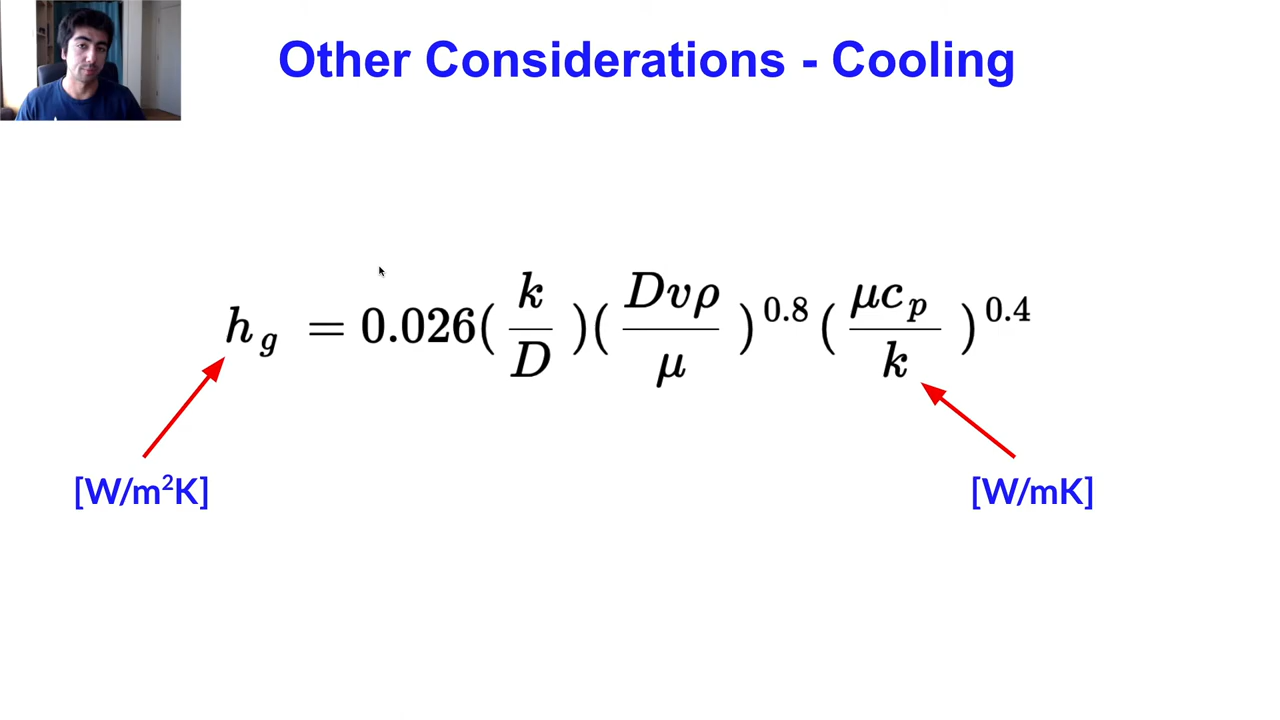 Other Considerations - Cooling
h_g = 0.026(k/D)(Dvρ/μ)^0.8(μc_p/k)^0.4
[W/m²K]
[W/mK]